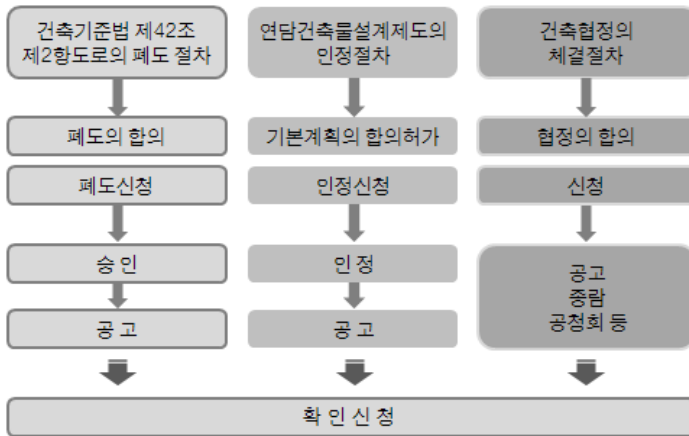 건축기준법 제42조
제2항도로의 폐도 절차
연담건축물설계제도의
인정절차
건축협정의
체결절차
폐도의 합의
기본계획의 합의허가
협정의 합의
폐도신청
인정신청
신청
승 인
인 정
공고
종람
공청회 등
공 고
공 고
확 인 신 청